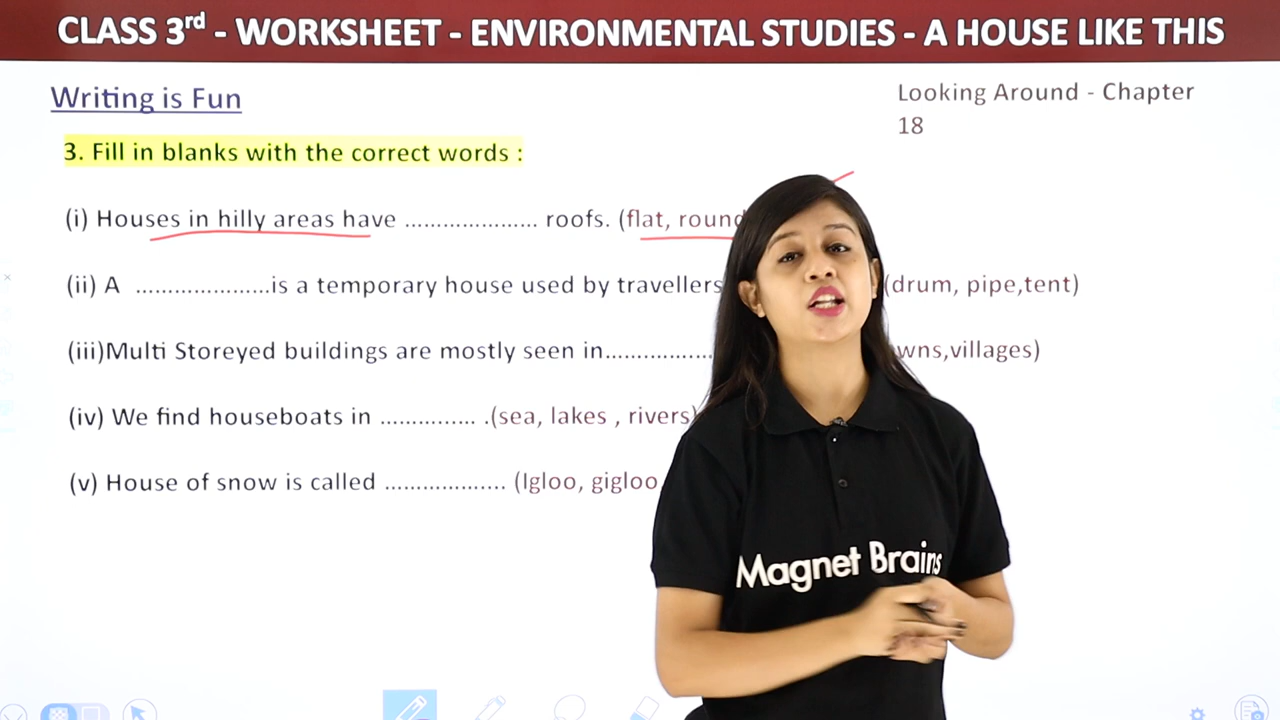 CLASS 3rd - WORKSHEET - ENVIRONMENTAL STUDIES - A HOUSE LIKE THIS
Writing is Fun
Looking Around - Chapter
18
3. Fill in blanks with the correct words :
(i) Houses in hilly areas have ..................... roofs. (flat, round
(ii) A .....................is a temporary house used by travellers (drum, pipe,tent)
(iii)Multi Storeyed buildings are mostly seen in................. ,villages)
(iv) We find houseboats in ............... .(sea, lakes , rivers)
(v) House of snow is called ................... (Igloo, gigloo
Magnet Brains